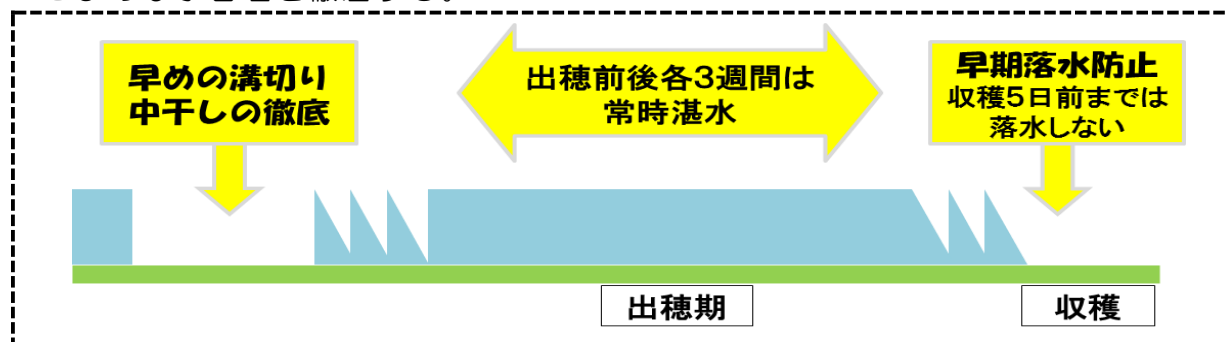 早めの溝切り
中干しの徹底
出穂前後各3週間は
常時湛水
早期落水防止
収穫5日前までは
落水しない
出穂期
収穫